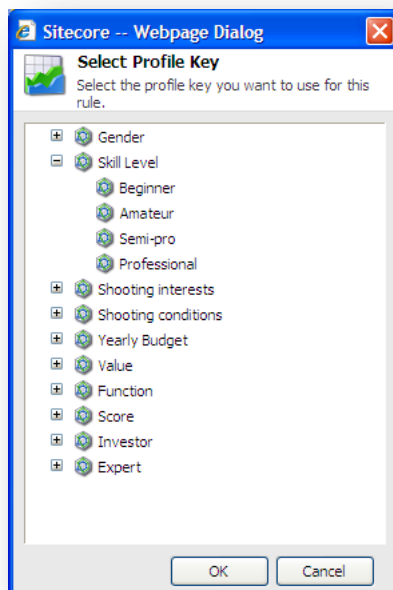 Sitecore -- Webpage Dialog
Select Profile Key
Select the profile key you want to use for this
rule.
Gender
Skill Level
Beginner
Amateur
Semi-pro
Professional
Shooting interests
Shooting conditions
Yearly Budget
Value
Function
Score
Investor
Expert
OK
Cancel